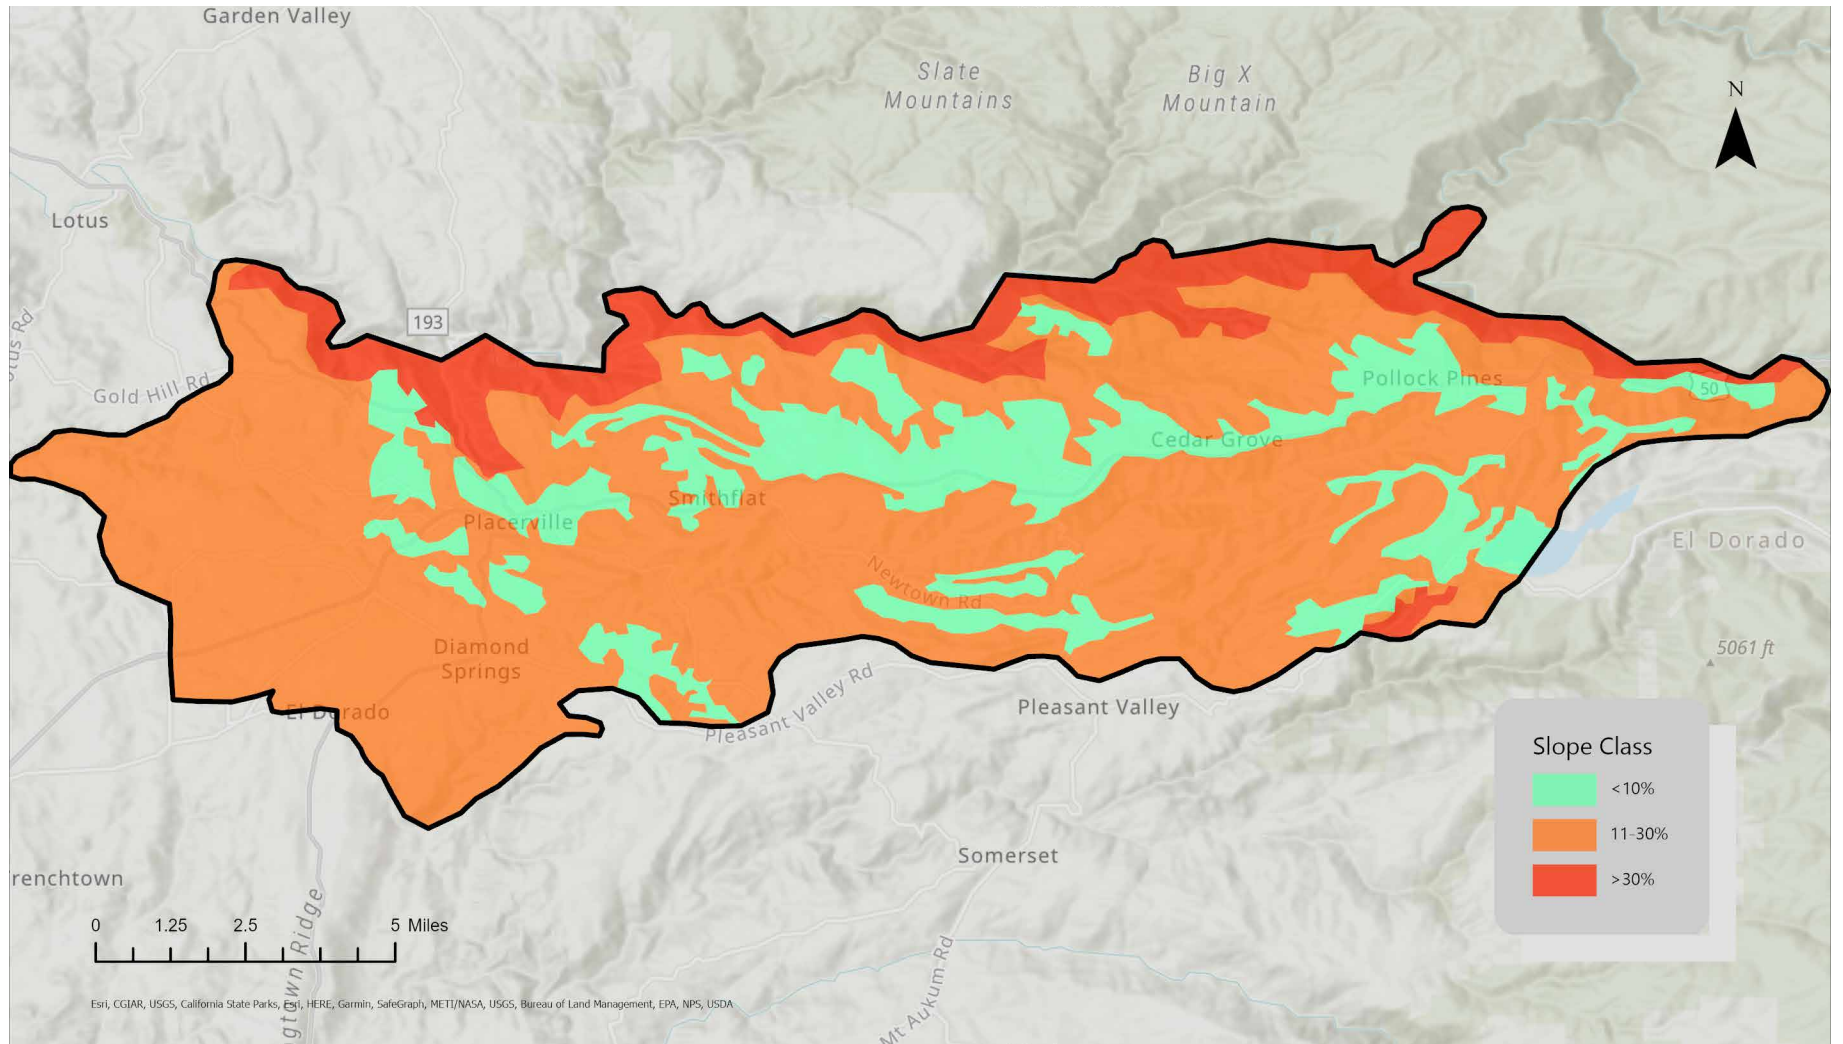 Garden Valley
Slate
Mountains
Big X
Mountain
N
Lotus
193
Gold Hill Rd
Pollock Pines
50
Cedar Grove
Smithflat
Placerville
El Dorado
Newtown Rd
Diamond
Springs
5061 ft
El Dorado
Pleasant Valley Rd
Pleasant Valley
Slope Class
<10%
11-30%
>30%
Somerset
renchtown
0 1.25 2.5 5 Miles
gtown Ridge
Mt Aukum Rd
Esri, CGIAR, USGS, California State Parks, Esri, HERE, Garmin, SafeGraph, METI/NASA, USGS, Bureau of Land Management, EPA, NPS, USDA